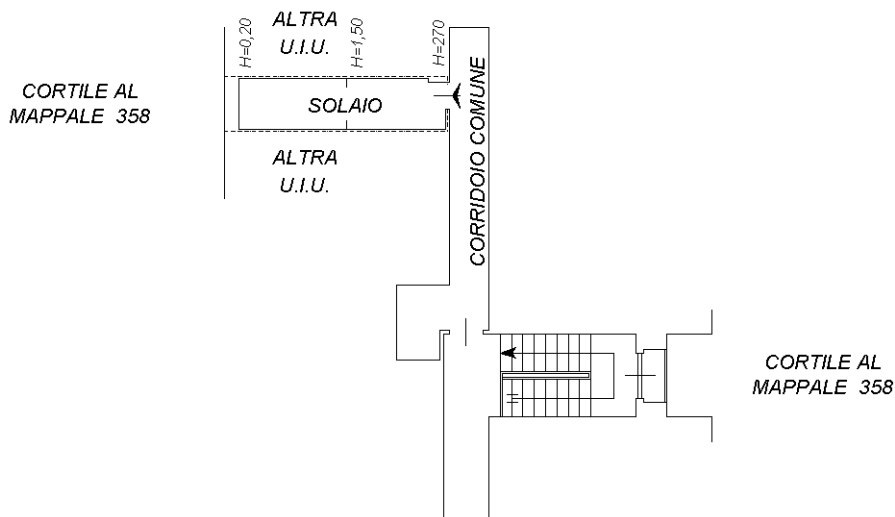 ALTRA
U.I.U.
H=0,20
H=1,50
H=270
CORTILE AL
MAPPALE 358
SOLAIO
CORRIDOIO COMUNE
ALTRA
U.I.U.
CORTILE AL
MAPPALE 358